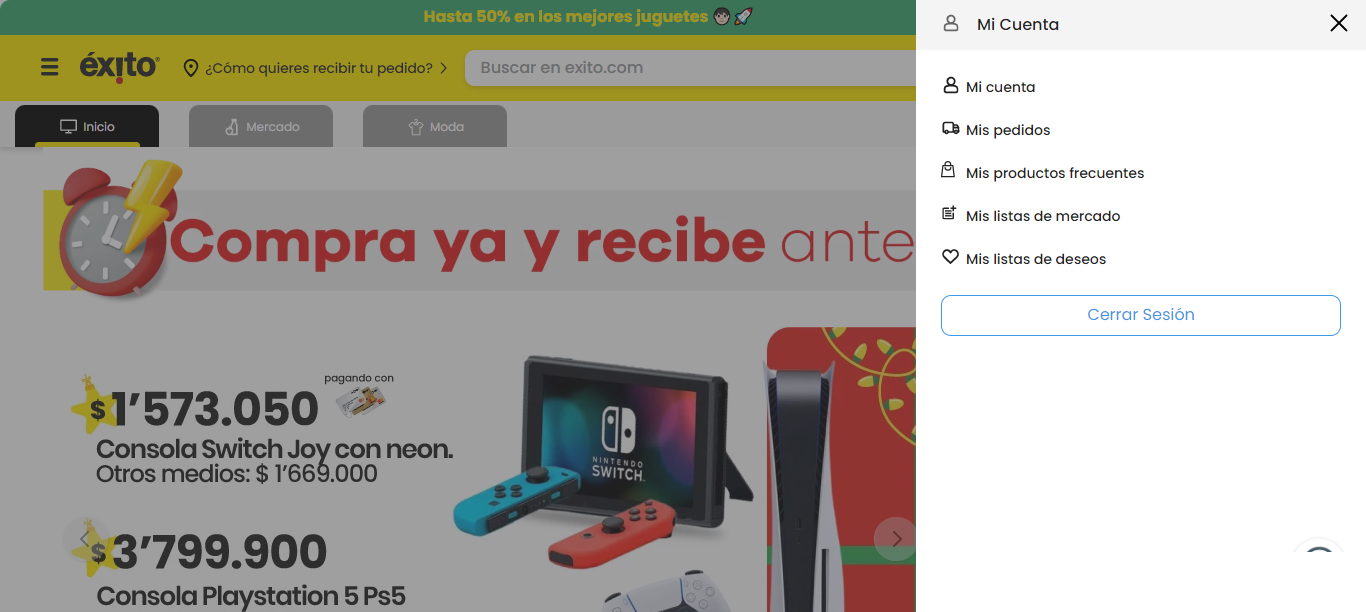 Hasta 50% en los mejores juguetes
éxito
¿Cómo quieres recibir tu pedido?
Buscar en exito.com
Inicio
Mercado
Moda
Compra ya y recibe ante
pagando con
$1'573.050
Consola Switch Joy con neon.
Otros medios: $ 1'669.000
NINTENDO
SWITCH
$3'799.900
Consola Playstation 5 Ps5
Mi Cuenta
Mi cuenta
Mis pedidos
Mis productos frecuentes
Mis listas de mercado
Mis listas de deseos
Cerrar Sesión